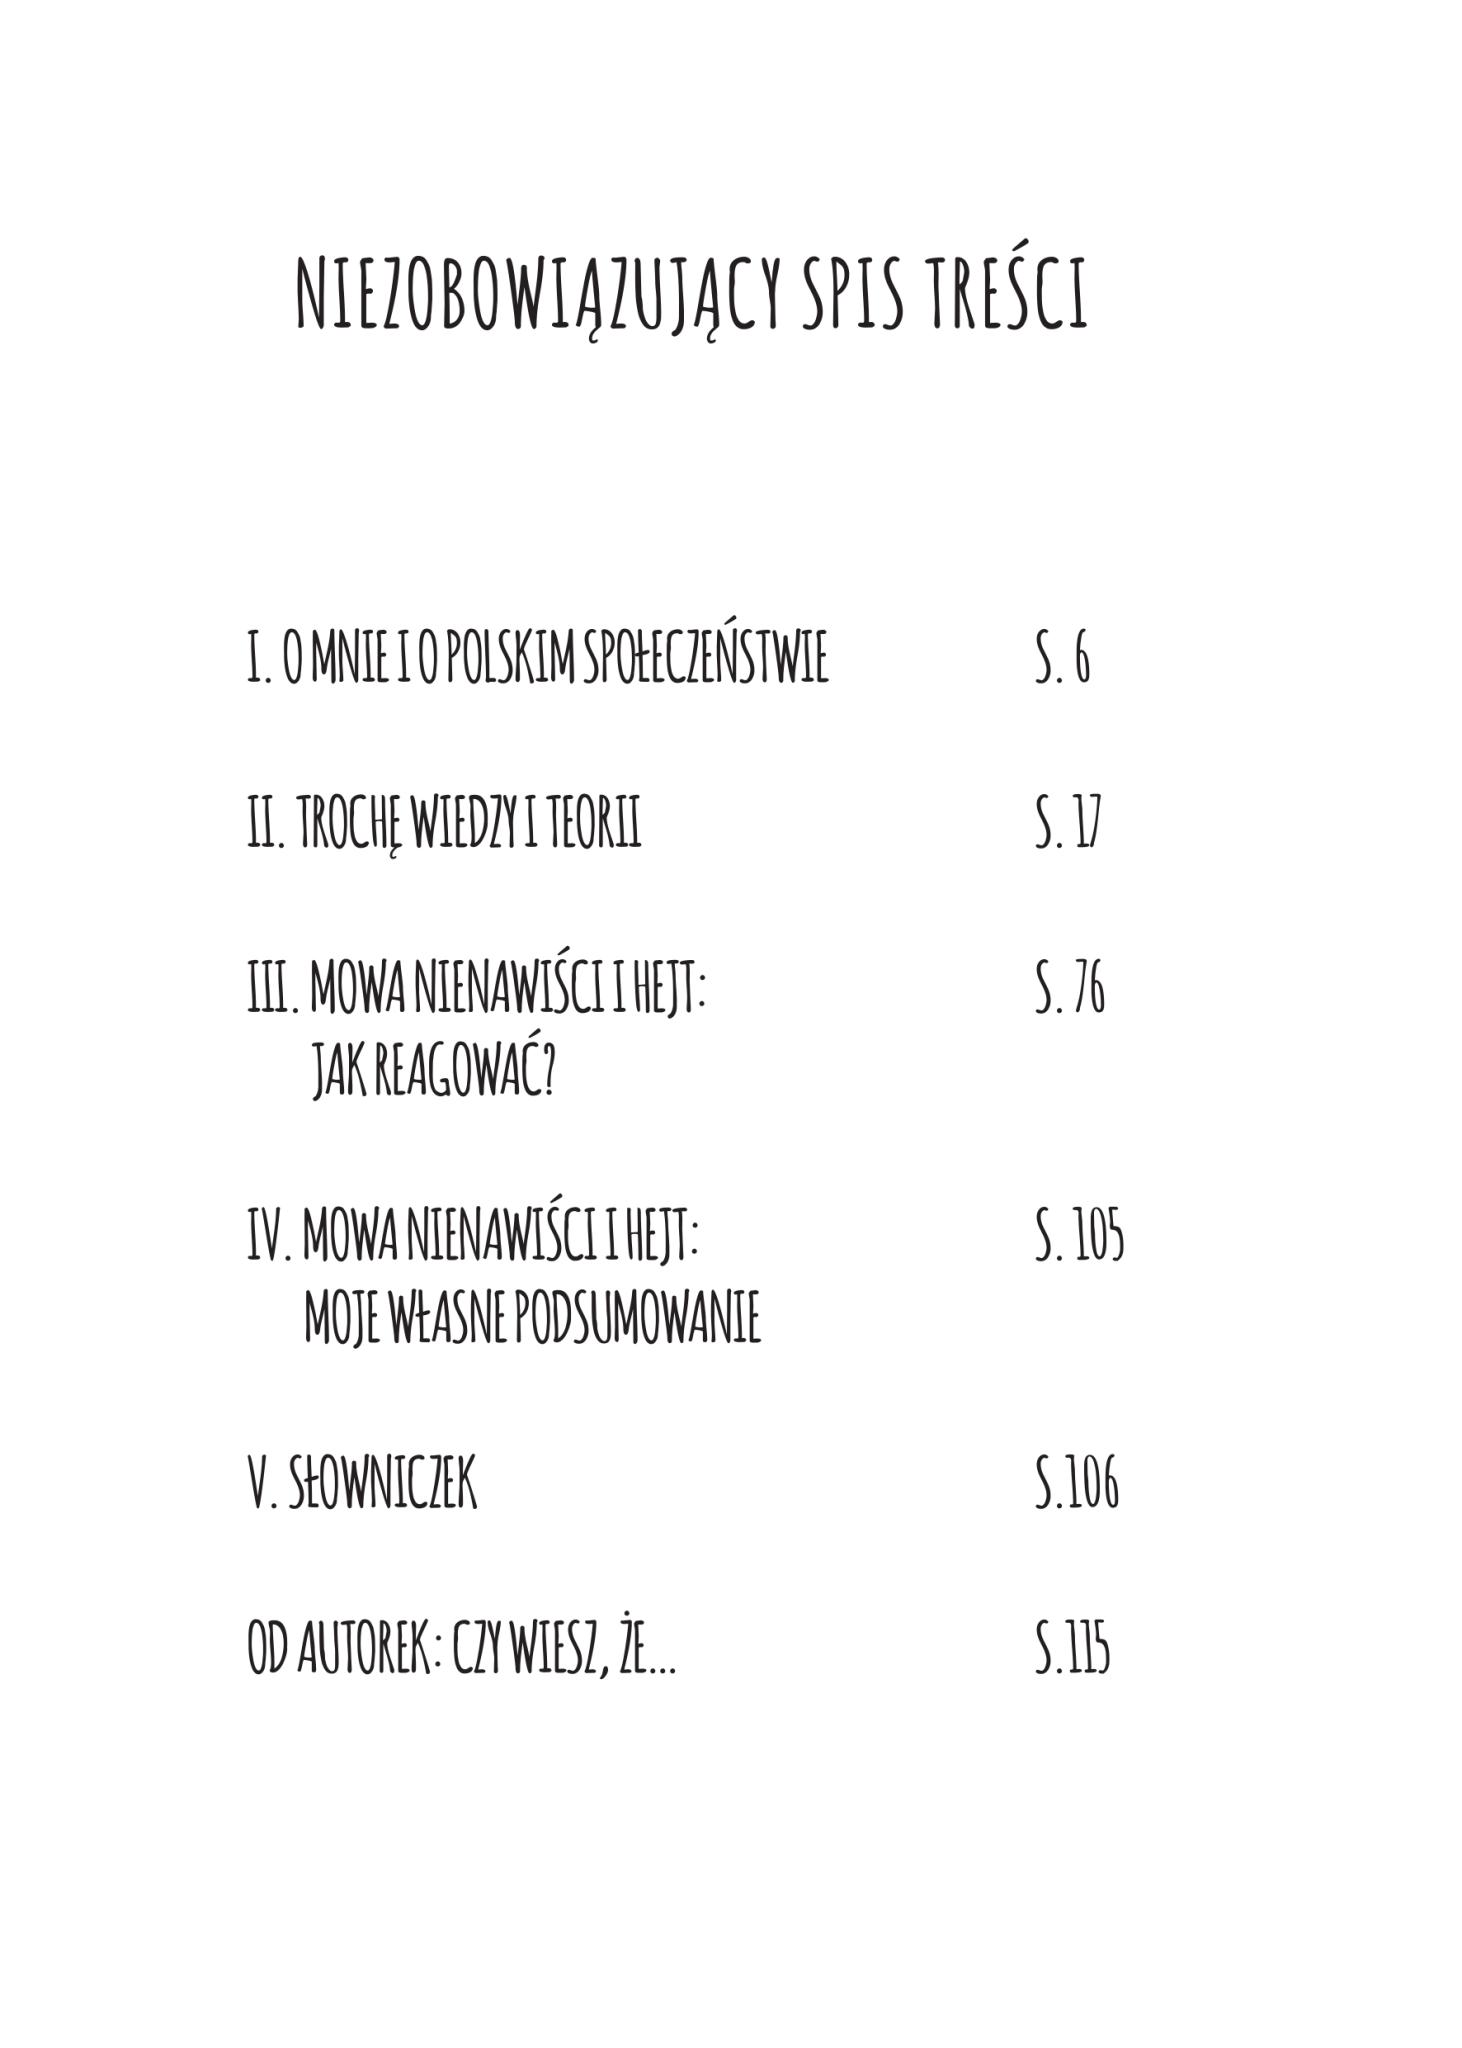 NIEZOBOWIĄZUJĄCY SPIS TREŚCI
I. O MNIE I O POLSKIM SPOŁECZEŃSTWIE S. 6
II. TROCHĘ WIEDZY I TEORII S. 17
III. MOWA NIENAWIŚCI I HEJT: S. 76
JAK REAGOWAĆ?
IV. MOWA NIENAWIŚCI I HEJT: S. 105
MOJE WŁASNE PODSUMOWANIE
V. SŁOWNICZEK S.106
OD AUTOREK: CZY WIESZ, ŻE... S.115